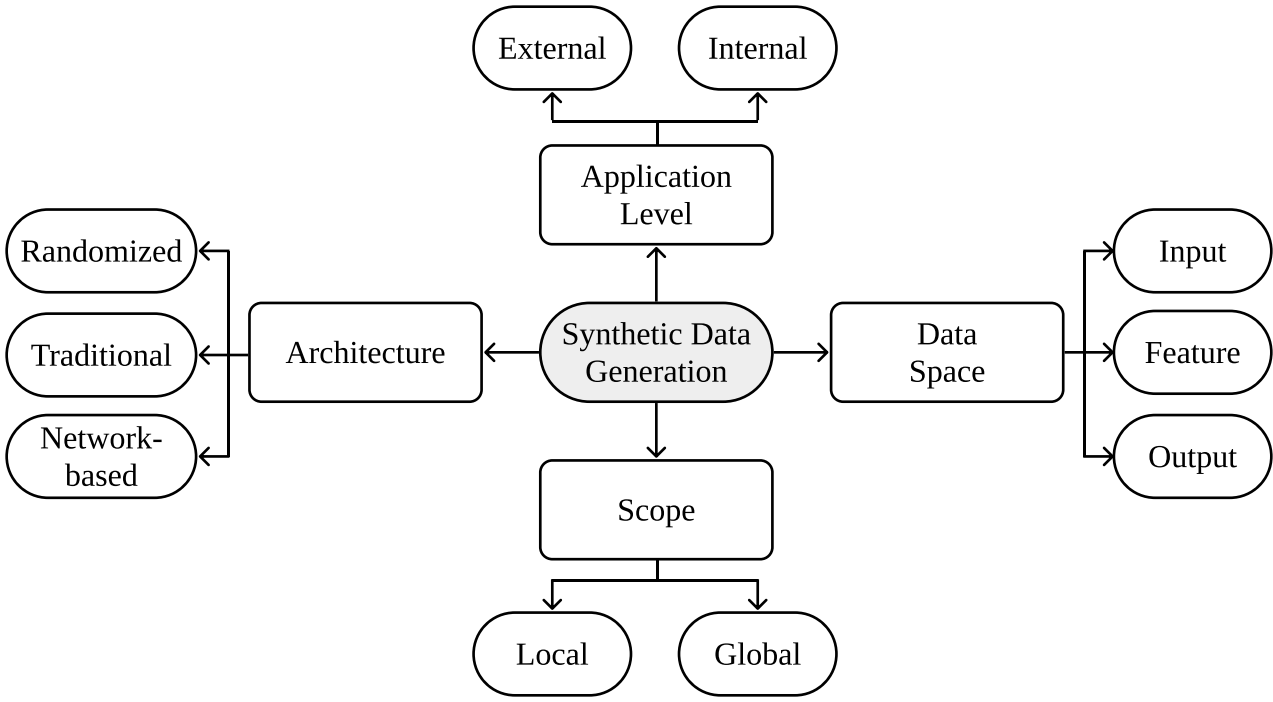 External
Internal
Application
Level
Randomized
Traditional
Network-
based
Architecture
Synthetic Data
Generation
Data
Space
Input
Feature
Output
Scope
Local
Global